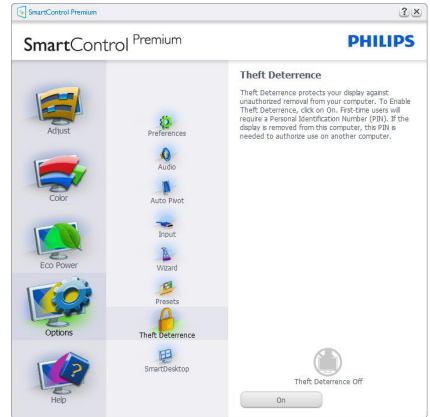 SmartControl Premium
? ×
SmartControl Premium
PHILIPS
Adjust
Color
Eco Power
Options
Help
Preferences
Audio
Auto Pivot
Input
Wizard
Presets
Theft Deterrence
SmartDesktop
Theft Deterrence
Theft Deterrence protects your display against
unauthorized removal from your computer. To Enable
Theft Deterrence, click on On. First-time users will
require a Personal Identification Number (PIN). If the
display is removed from this computer, this PIN is
needed to authorize use on another computer.
Theft Deterrence Off
On